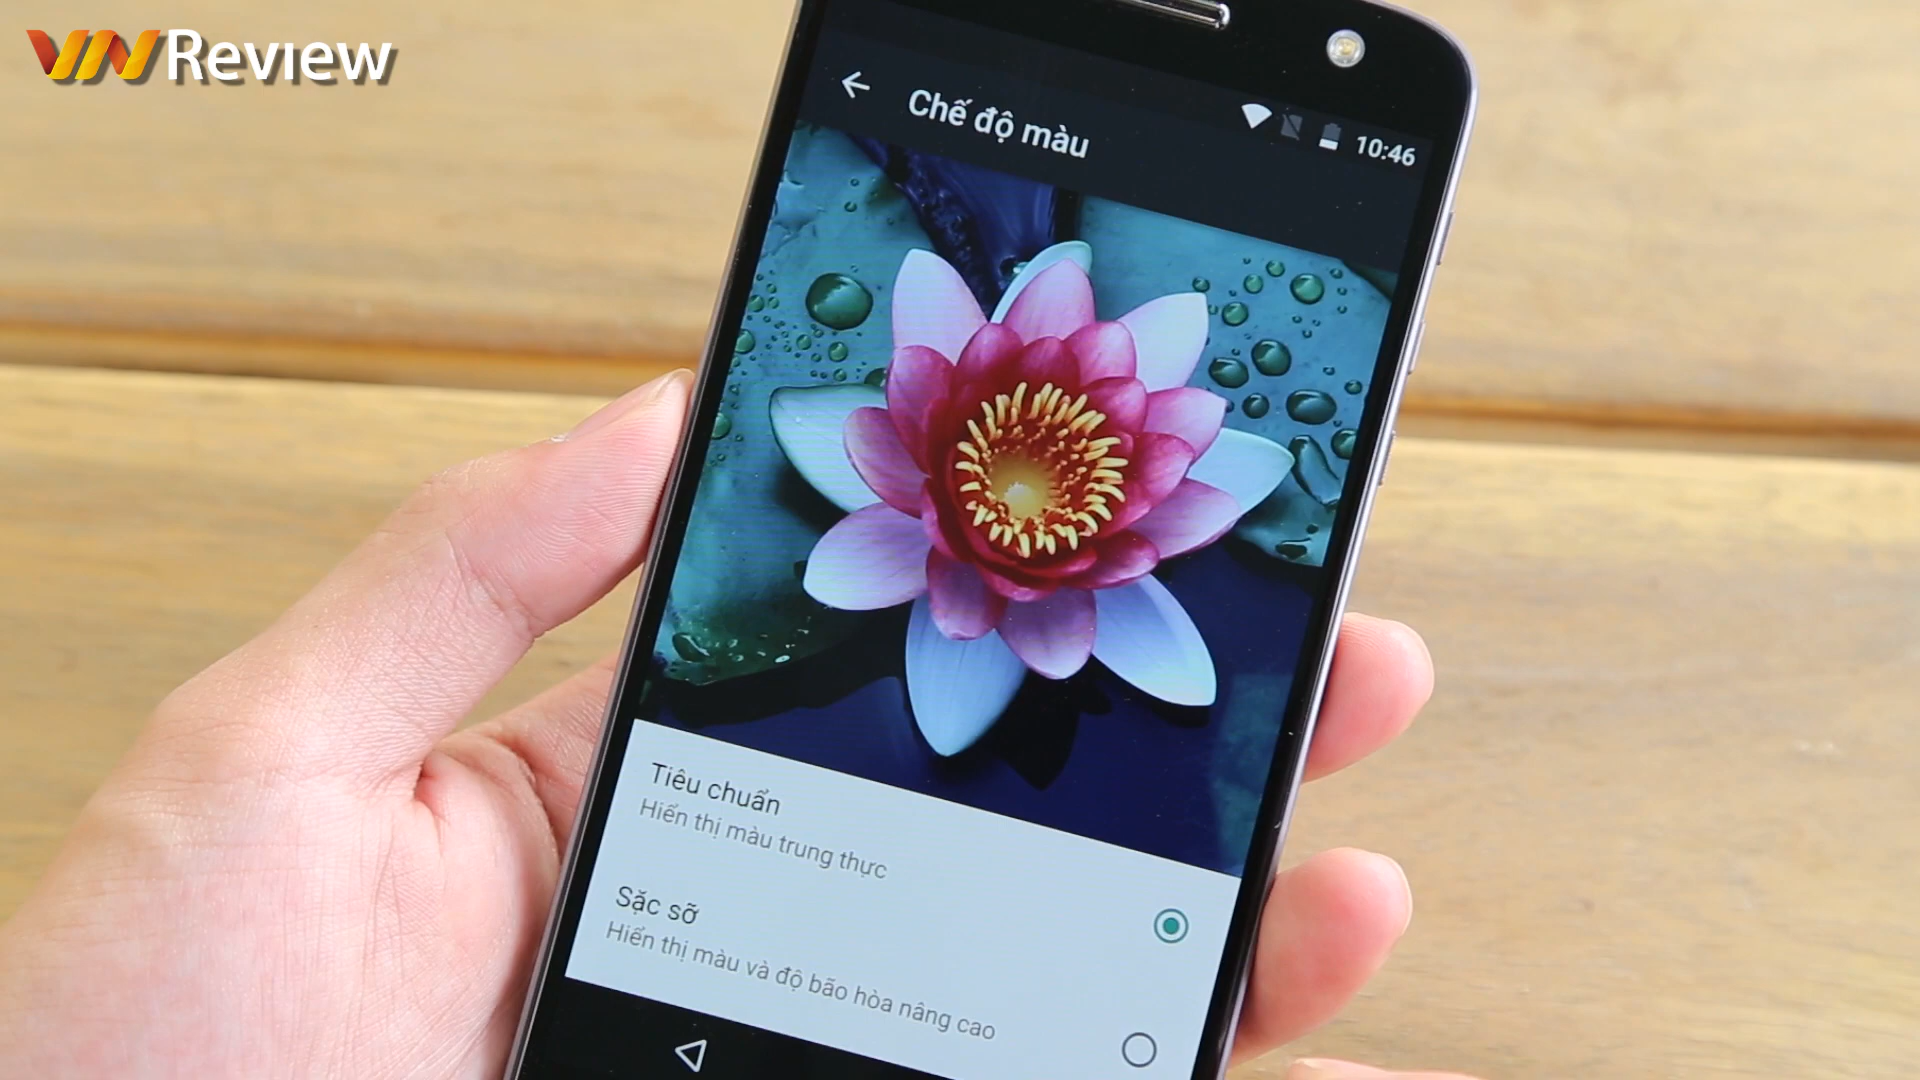 VNReview
Chế độ màu
10:46
Tiêu chuẩn
Hiển thị màu trung thực
Sặc sỡ
Hiển thị màu và độ bão hòa nâng cao